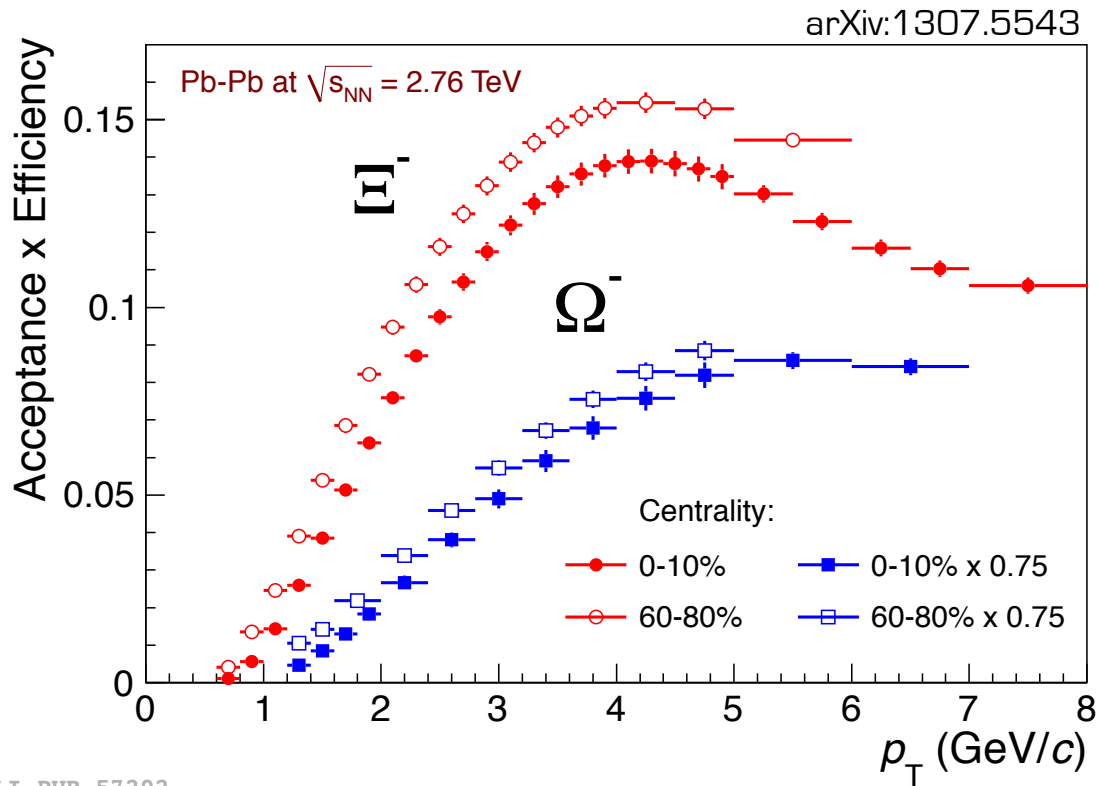 arXiv:1307.5543
Pb-Pb at √sNN = 2.76 TeV
Acceptance x Efficiency
0.15
0.1
0.05
0
Ξ-
Ω-
Centrality:
0-10%
0-10% x 0.75
60-80%
60-80% x 0.75
0 1 2 3 4 5 6 7 8
pT (GeV/c)